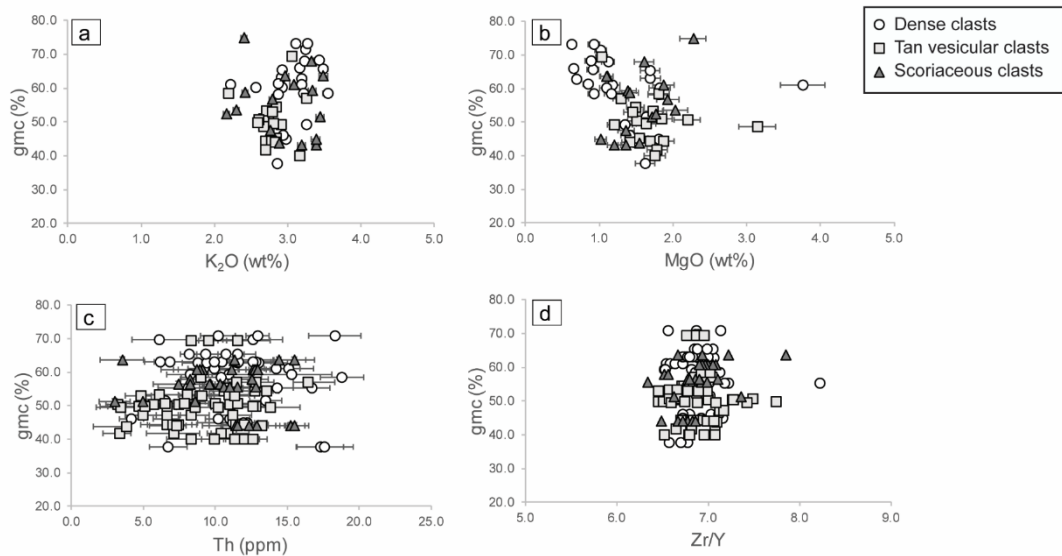 a
80.0
70.0
60.0
50.0
40.0
30.0
20.0
gmc (%)
0.0 1.0 2.0 3.0 4.0 5.0
K₂O (wt%)
b
80.0
70.0
60.0
50.0
40.0
30.0
20.0
gmc (%)
0.0 1.0 2.0 3.0 4.0 5.0
MgO (wt%)
Dense clasts
Tan vesicular clasts
Scoriaceous clasts
c
80.0
70.0
60.0
50.0
40.0
30.0
20.0
gmc (%)
0.0 5.0 10.0 15.0 20.0 25.0
Th (ppm)
d
80.0
70.0
60.0
50.0
40.0
30.0
20.0
gmc (%)
5.0 6.0 7.0 8.0 9.0
Zr/Y